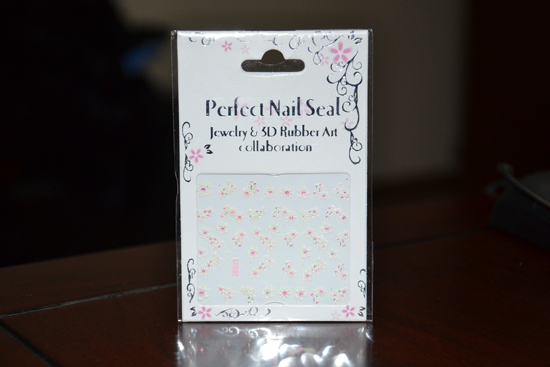 Perfect Nail Seal
Jewelry & 3D Rubber Art
collaboration